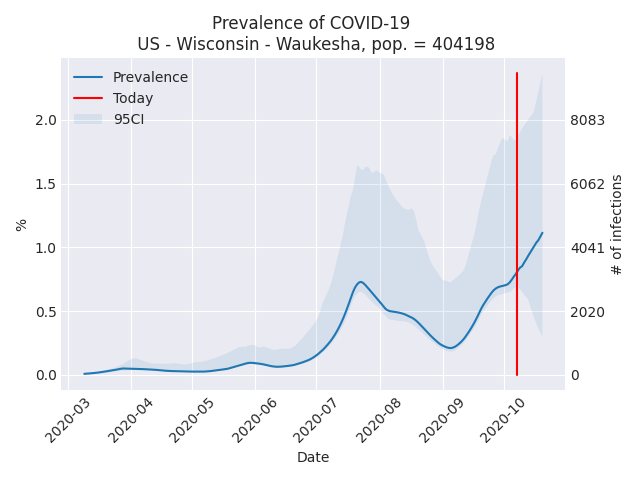 Prevalence of COVID-19
US - Wisconsin - Waukesha, pop. = 404198
Prevalence
Today
95CI
%
2.0
1.5
1.0
0.5
0.0
8083
6062
4041
2020
0
# of infections
2020-03
2020-04
2020-05
2020-06
2020-07
2020-08
2020-09
2020-10
Date